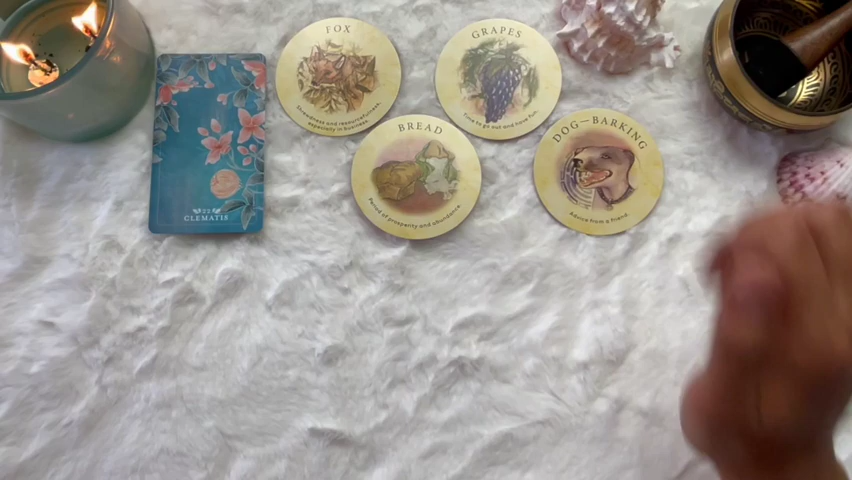 FOX
Shrewdness and resourcefulness,
especially in business.
GRAPES
Time to go out and have fun.
BREAD
Period of prosperity and abundance.
DOG—BARKING
Advice from a friend.
22
CLEMATIS